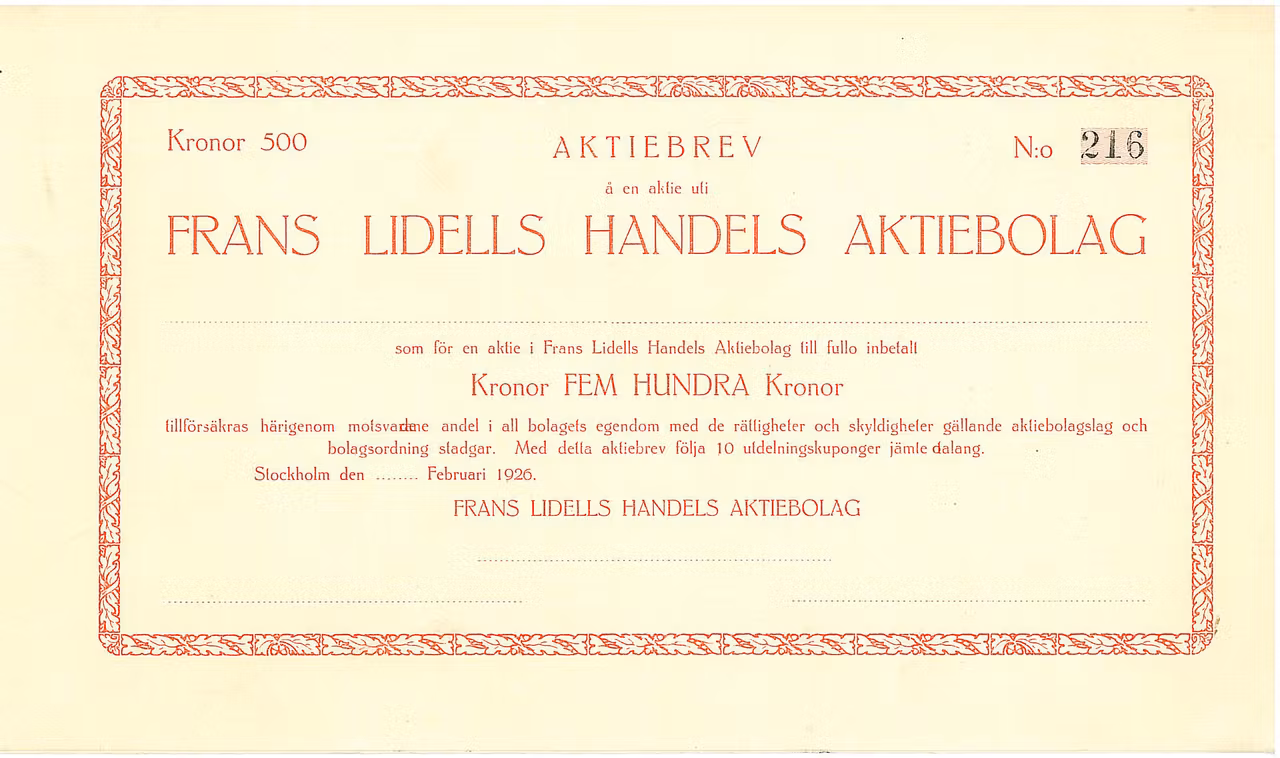 Kronor 500 AKTIEBREV N:o 216
å en aktie uti
FRANS LIDELLS HANDELS AKTIEBOLAG
som för en aktie i Frans Lidells Handels Aktiebolag till fullo inbetalt
Kronor FEM HUNDRA Kronor
tillförsäkras härigenom andel i all bolagets egendom med de rättigheter och skyldigheter gällande aktiebolagslag och
bolagsordning stadgar. Med detta aktiebrev följa 10 utdelningskuponger jämte
Stockholm den ........ Februari 1926.
FRANS LIDELLS HANDELS AKTIEBOLAG